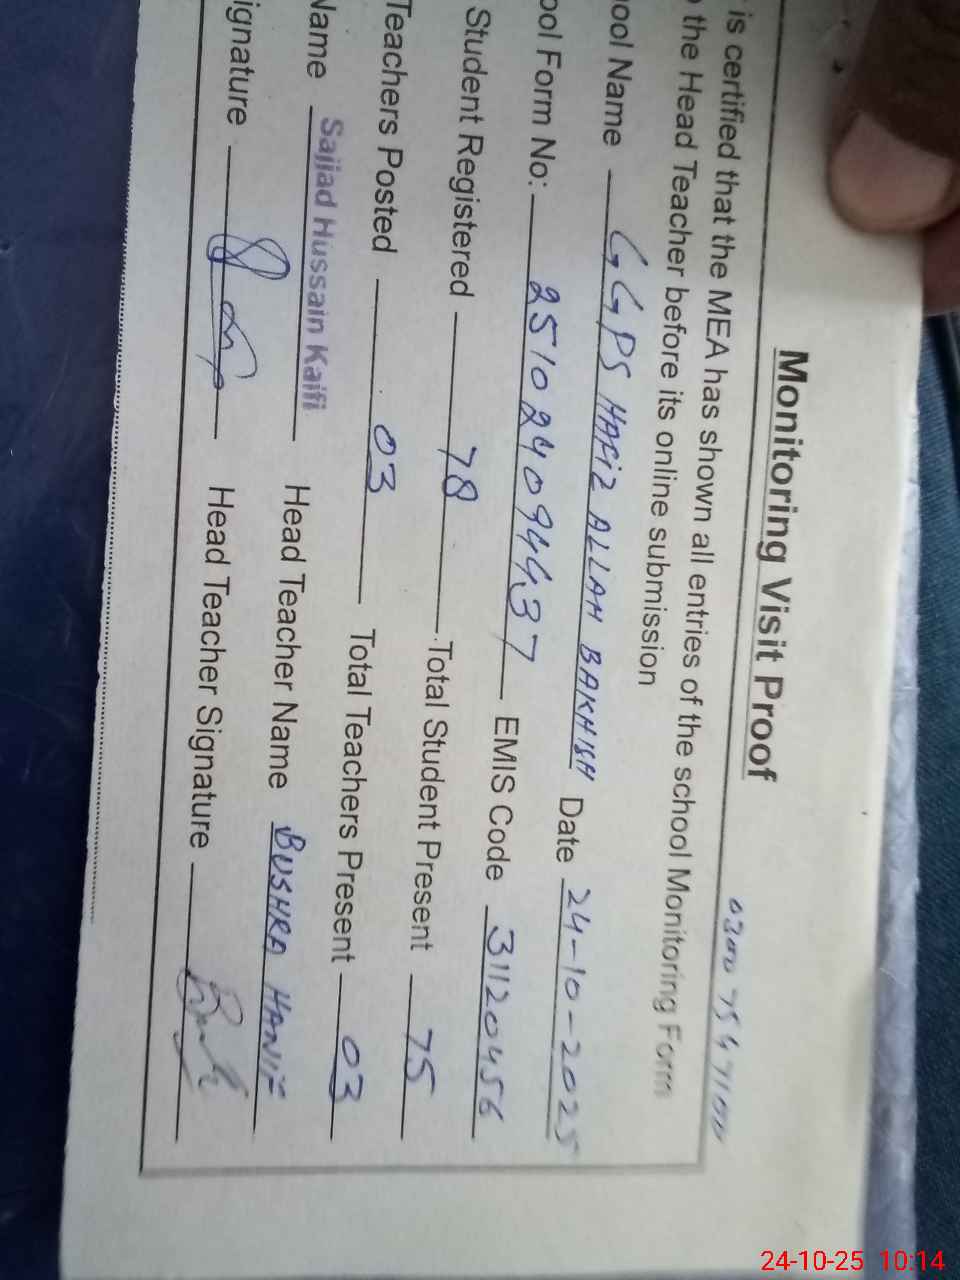 Monitoring Visit Proof
0300 7547100
is certified that the MEA has shown all entries of the school Monitoring Form
the Head Teacher before its online submission
ool Name GGPS HAFIZ ALLAH BAKHISH Date 24-10-2025
ool Form No: 251024094437 EMIS Code 31120456
Student Registered 78 Total Student Present 75
Teachers Posted 03 Total Teachers Present 03
Name Sajjad Hussain Kaifi Head Teacher Name BUSHRA HANIF
ignature Head Teacher Signature
24-10-25 10:14